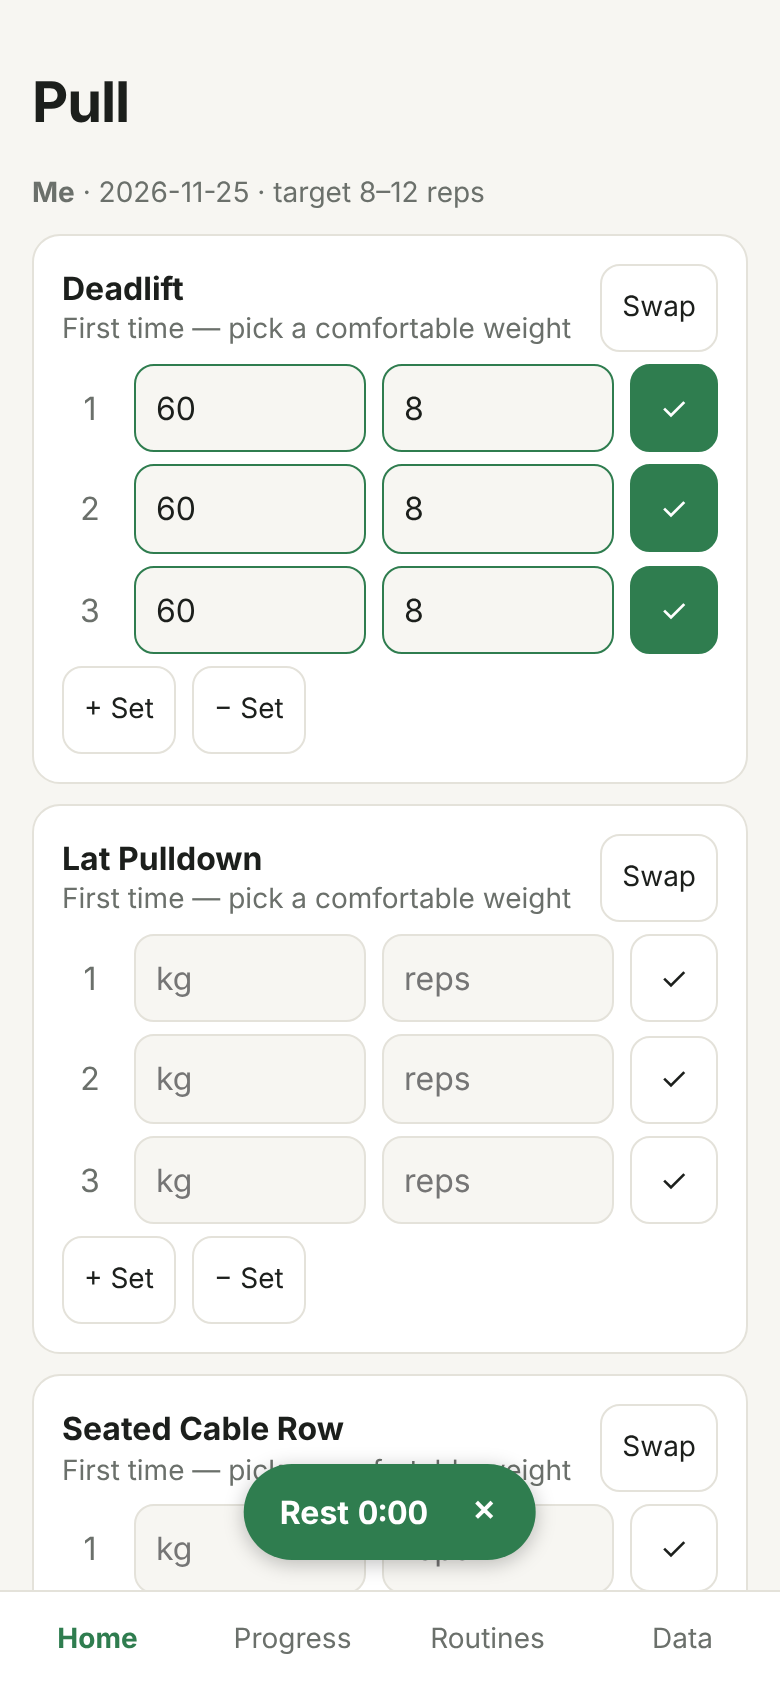 Pull
Me · 2026-11-25 · target 8–12 reps
Deadlift
First time — pick a comfortable weight
Swap
1 60 8 ✓
2 60 8 ✓
3 60 8 ✓
+ Set − Set
Lat Pulldown
First time — pick a comfortable weight
Swap
1 kg reps ✓
2 kg reps ✓
3 kg reps ✓
+ Set − Set
Seated Cable Row
First time — weight
Swap
Rest 0:00 ×
1 kg ✓
Home Progress Routines Data